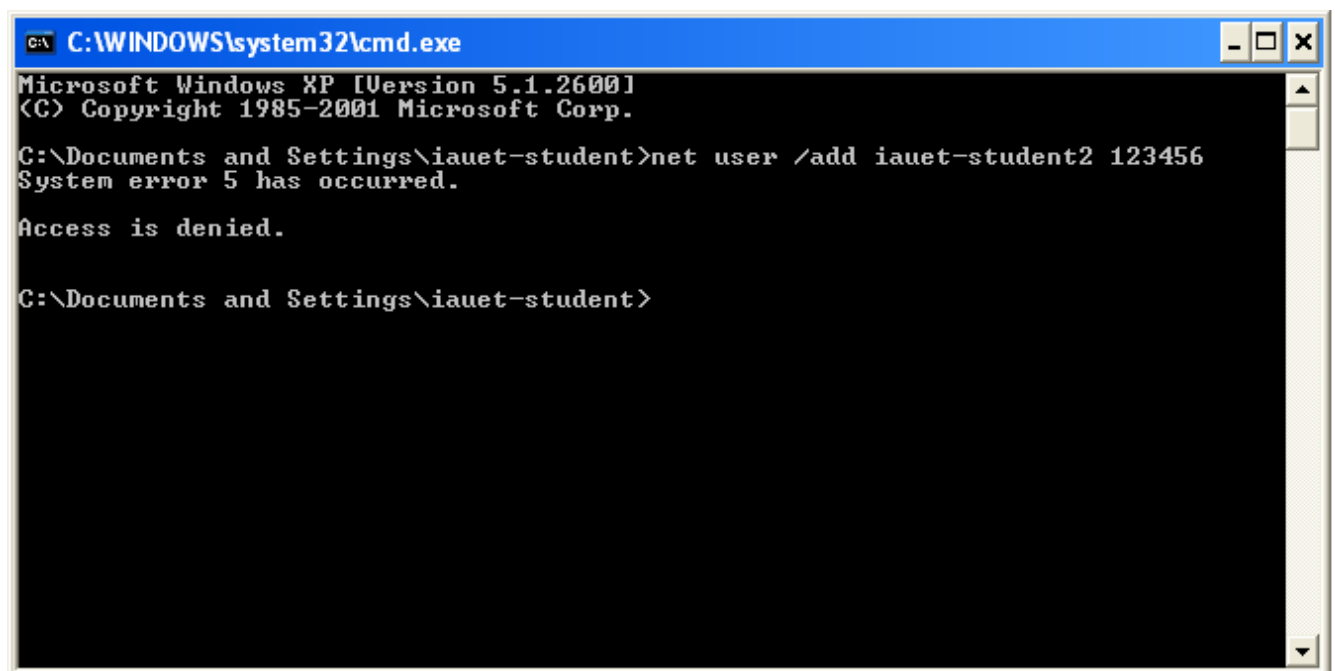 C:\WINDOWS\system32\cmd.exe
Microsoft Windows XP [Version 5.1.2600]
(C) Copyright 1985-2001 Microsoft Corp.
C:\Documents and Settings\iauet-student>net user /add iauet-student2 123456
System error 5 has occurred.
Access is denied.
C:\Documents and Settings\iauet-student>